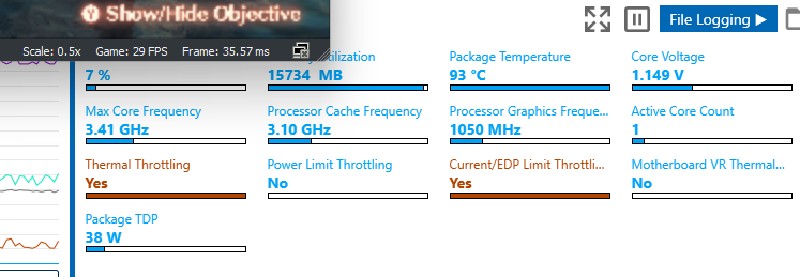 Y Show/Hide Objective
File Logging ▶
Scale: 0.5x Game: 29 FPS Frame: 35.57 ms
Package Temperature
Core Voltage
7 %
15734 MB
93 °C
1.149 V
Max Core Frequency
Processor Cache Frequency
Processor Graphics Freque...
Active Core Count
3.41 GHz
3.10 GHz
1050 MHz
1
Thermal Throttling
Power Limit Throttling
Current/EDP Limit Throttli...
Motherboard VR Thermal...
Yes
No
Yes
No
Package TDP
38 W